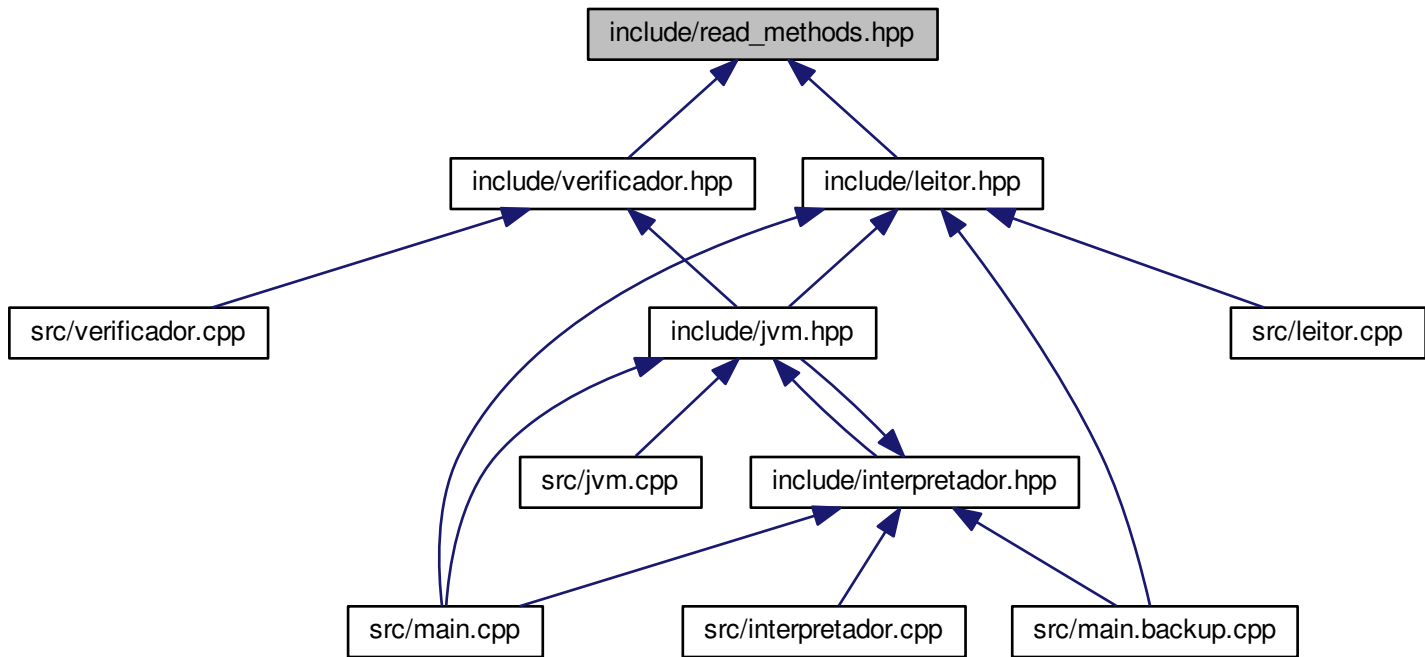 include/read_methods.hpp
include/verificador.hpp
include/leitor.hpp
src/verificador.cpp
include/jvm.hpp
src/leitor.cpp
src/jvm.cpp
include/interpretador.hpp
src/main.cpp
src/interpretador.cpp
src/main.backup.cpp